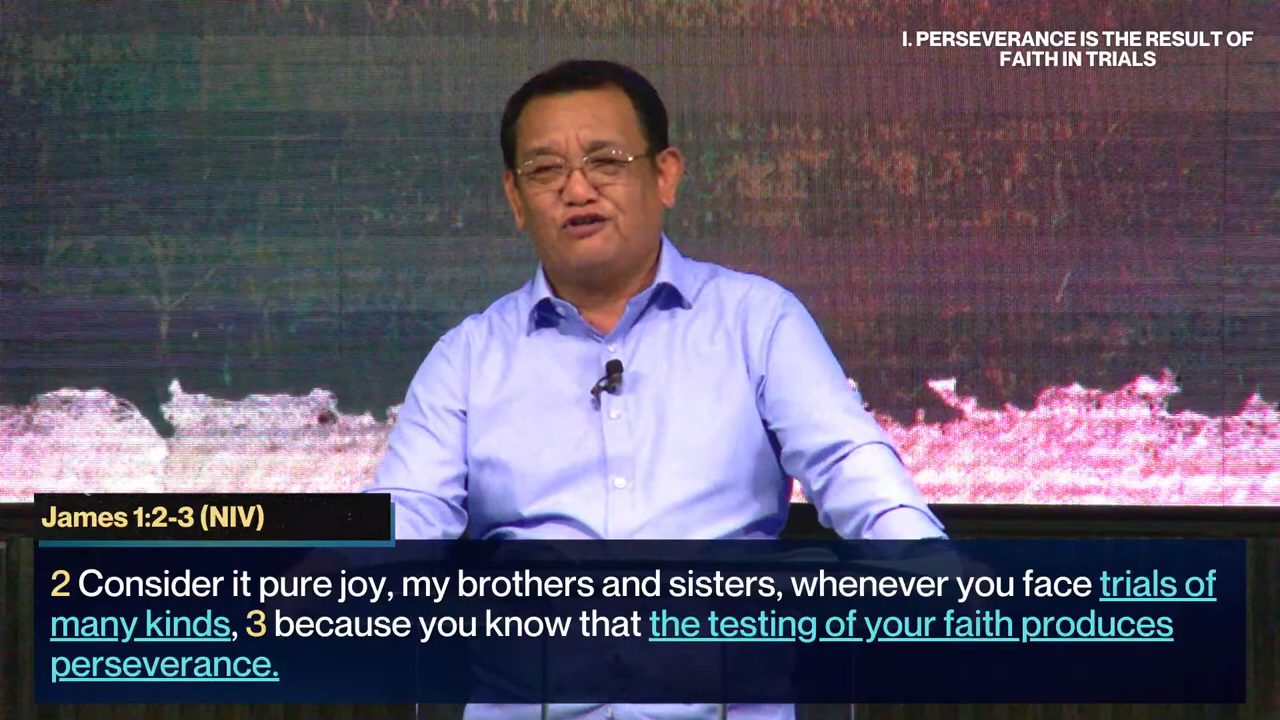 I. PERSEVERANCE IS THE RESULT OF
FAITH IN TRIALS
James 1:2-3 (NIV)
2 Consider it pure joy, my brothers and sisters, whenever you face trials of
many kinds, 3 because you know that the testing of your faith produces
perseverance.